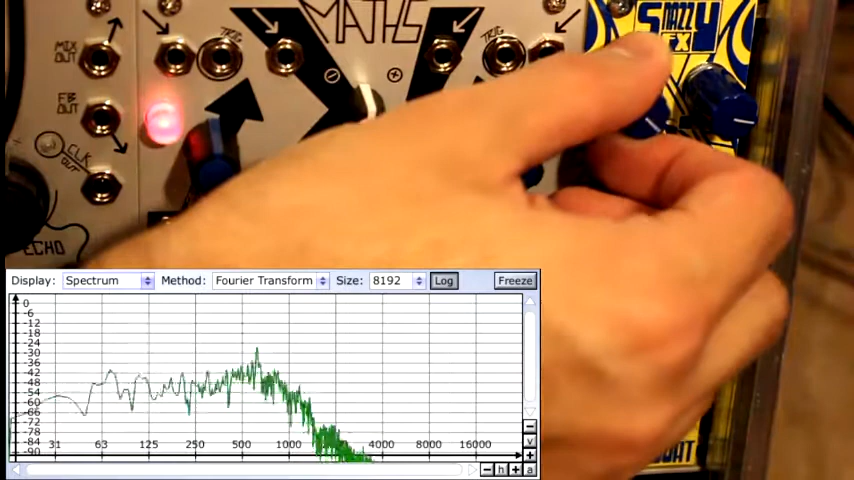 TRIG
MATHS
TRIG
SNAZZY
FX
MIX
OUT
FB
OUT
CLK
OUT
ECHO
Display: Spectrum Method: Fourier Transform Size: 8192 Log Freeze
0
-6
-12
-18
-24
-30
-36
-42
-48
-54
-60
-66
-72
-78
-84
-90
31 63 125 250 500 1000 2000 4000 8000 16000
v
+
- h + a